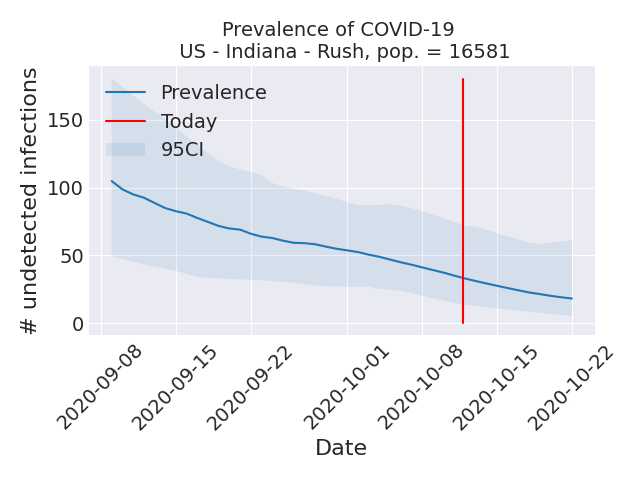 Prevalence of COVID-19
US - Indiana - Rush, pop. = 16581
Prevalence
Today
95CI
# undetected infections
150
100
50
0
2020-09-08
2020-09-15
2020-09-22
2020-10-01
2020-10-08
2020-10-15
2020-10-22
Date